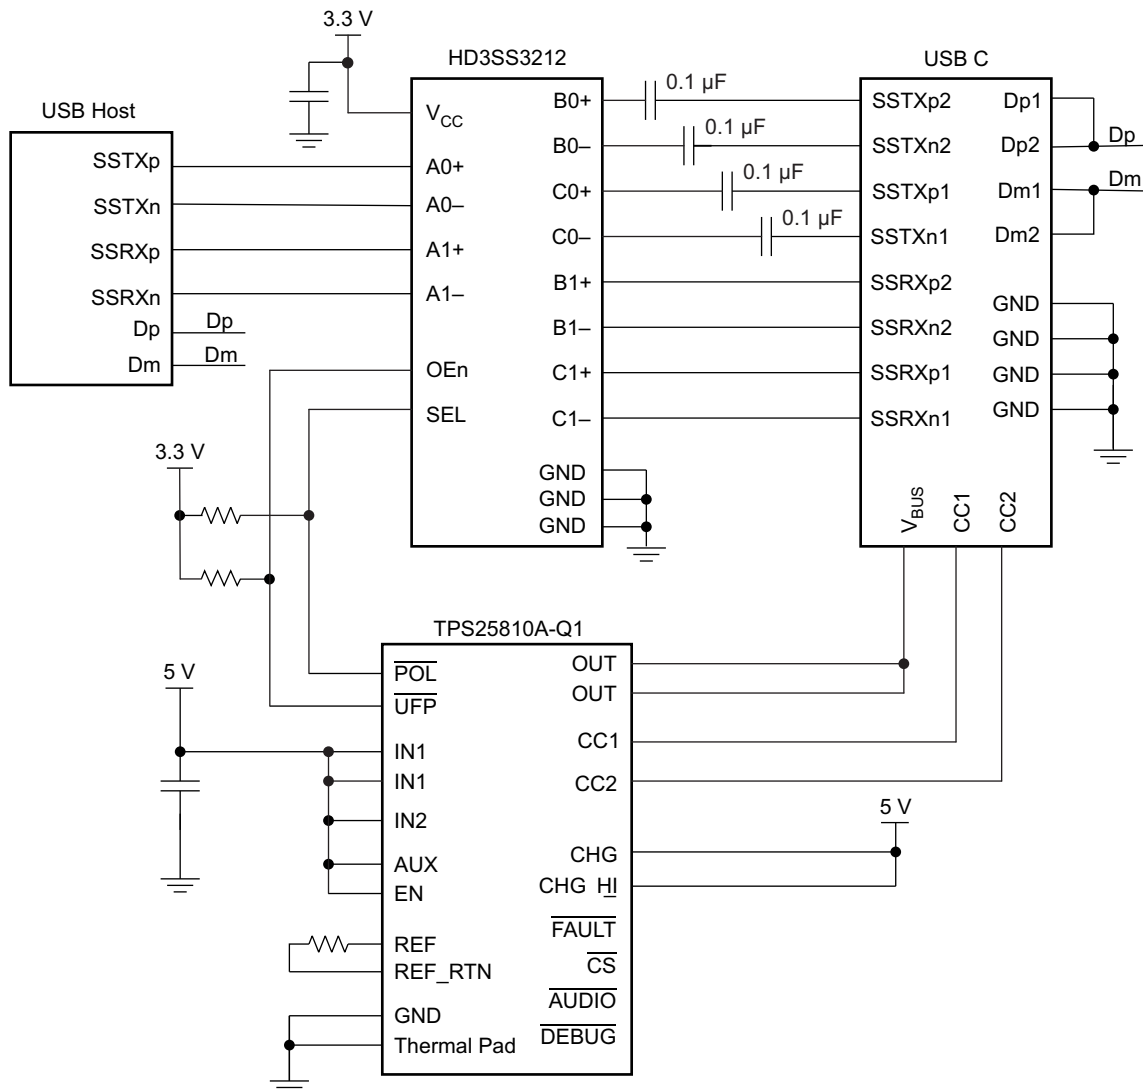 3.3 V
HD3SS3212
USB C
USB Host
VCC
A0+
A0–
A1+
A1–
OEn
SEL
B0+
B0–
C0+
C0–
B1+
B1–
C1+
C1–
GND
GND
GND
0.1 µF
0.1 µF
0.1 µF
0.1 µF
SSTXp2
SSTXn2
SSTXp1
SSTXn1
SSRXp2
SSRXn2
SSRXp1
SSRXn1
Dp1
Dp2
Dm1
Dm2
GND
GND
GND
GND
VBUS
CC1
CC2
Dp
Dm
SSTXp
SSTXn
SSRXp
SSRXn
Dp
Dm
Dp
Dm
3.3 V
TPS25810A-Q1
5 V
POL
UFP
IN1
IN1
IN2
AUX
EN
REF
REF_RTN
GND
Thermal Pad
OUT
OUT
CC1
CC2
CHG
CHG_HI
FAULT
CS
AUDIO
DEBUG
5 V